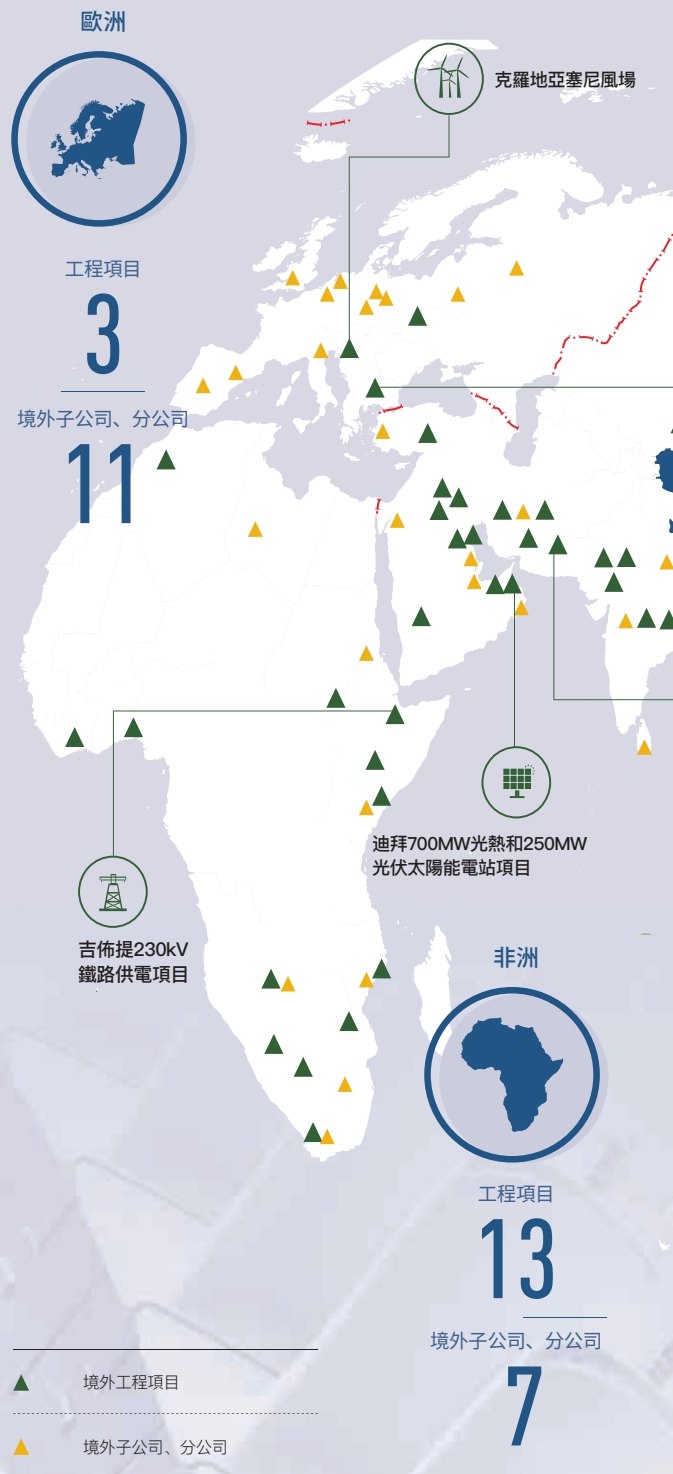 歐洲
克羅地亞塞尼風場
工程項目
3
境外子公司、分公司
11
迪拜700MW光熱和250MW
光伏太陽能電站項目
吉佈提230kV
鐵路供電項目
非洲
工程項目
13
境外子公司、分公司
7
境外工程項目
境外子公司、分公司